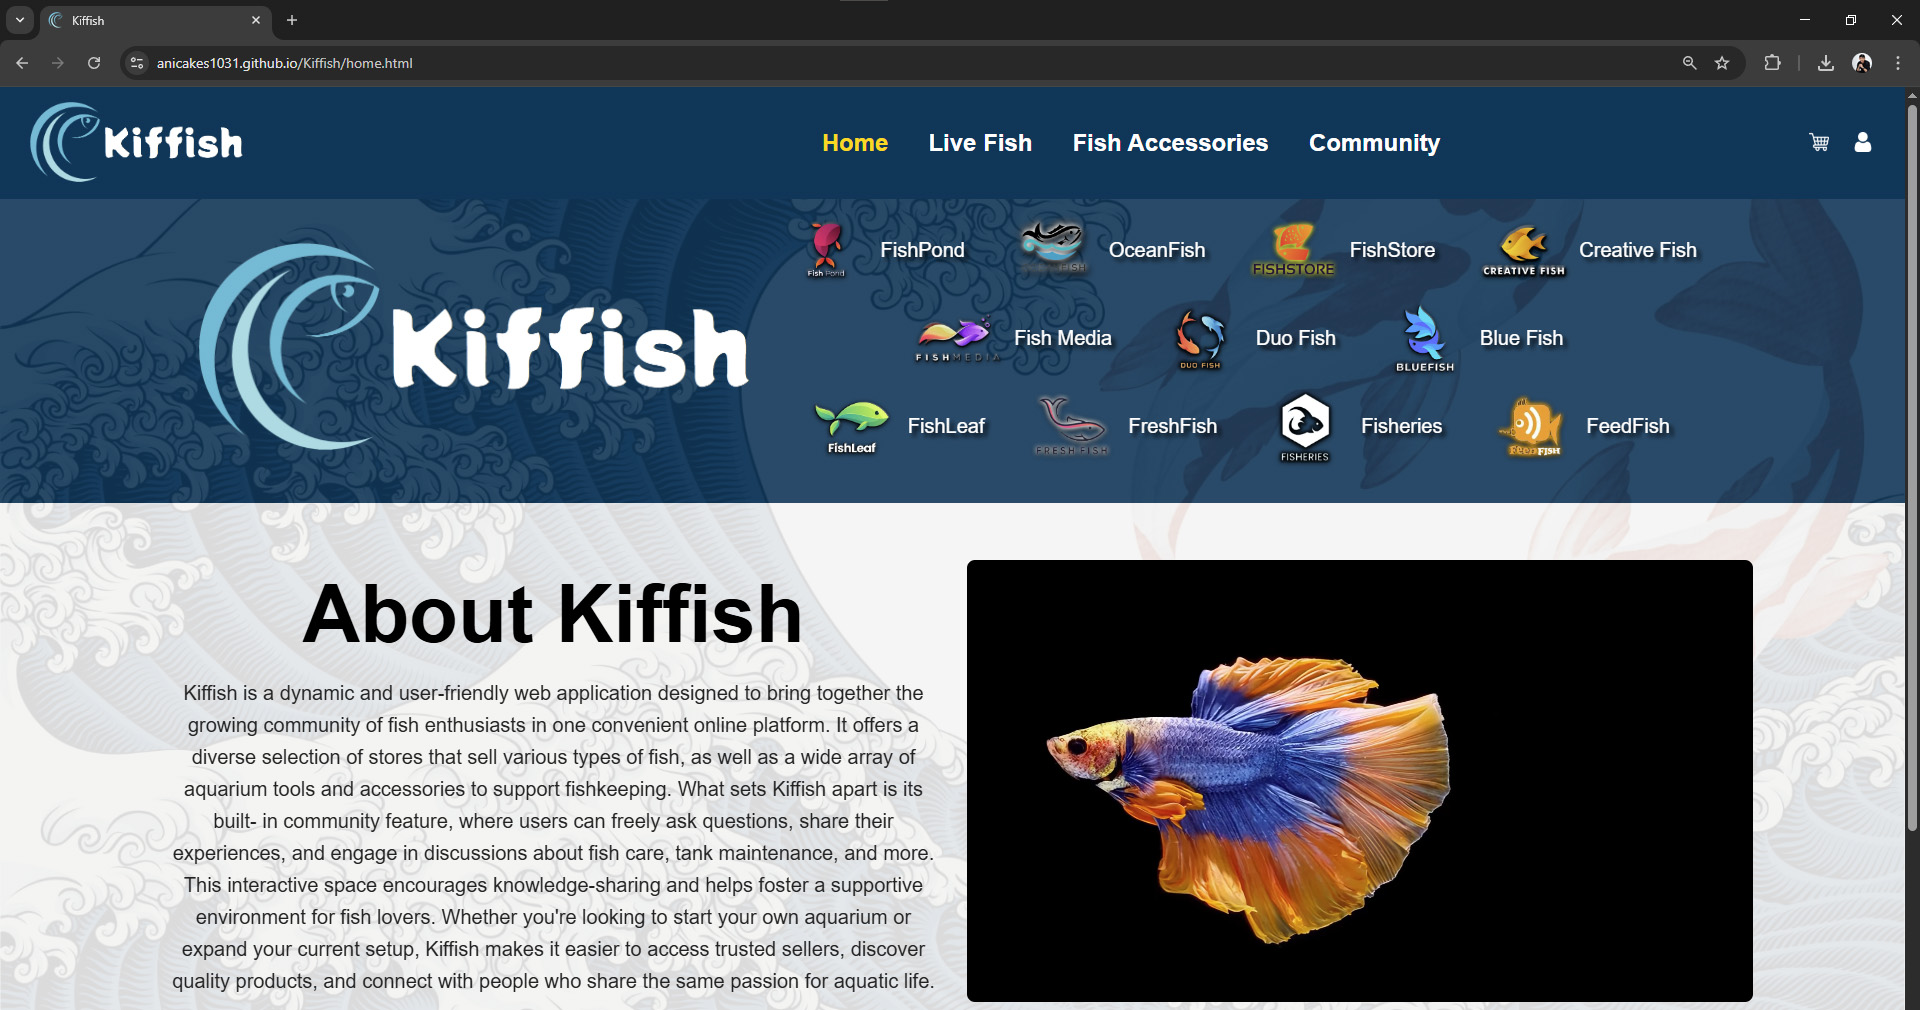 Kiffish
anicakes1031.github.io/Kiffish/home.html
Kiffish
Home Live Fish Fish Accessories Community
Kiffish
Fish Pond
FishPond
OceanFish
FISHSTORE
FishStore
CREATIVE FISH
Creative Fish
FISHMEDIA
Fish Media
DUO FISH
Duo Fish
BLUEFISH
Blue Fish
FishLeaf
FishLeaf
FRESH FISH
FreshFish
FISHERIES
Fisheries
FEED FISH
FeedFish
About Kiffish
Kiffish is a dynamic and user-friendly web application designed to bring together the
growing community of fish enthusiasts in one convenient online platform. It offers a
diverse selection of stores that sell various types of fish, as well as a wide array of
aquarium tools and accessories to support fishkeeping. What sets Kiffish apart is its
built- in community feature, where users can freely ask questions, share their
experiences, and engage in discussions about fish care, tank maintenance, and more.
This interactive space encourages knowledge-sharing and helps foster a supportive
environment for fish lovers. Whether you're looking to start your own aquarium or
expand your current setup, Kiffish makes it easier to access trusted sellers, discover
quality products, and connect with people who share the same passion for aquatic life.